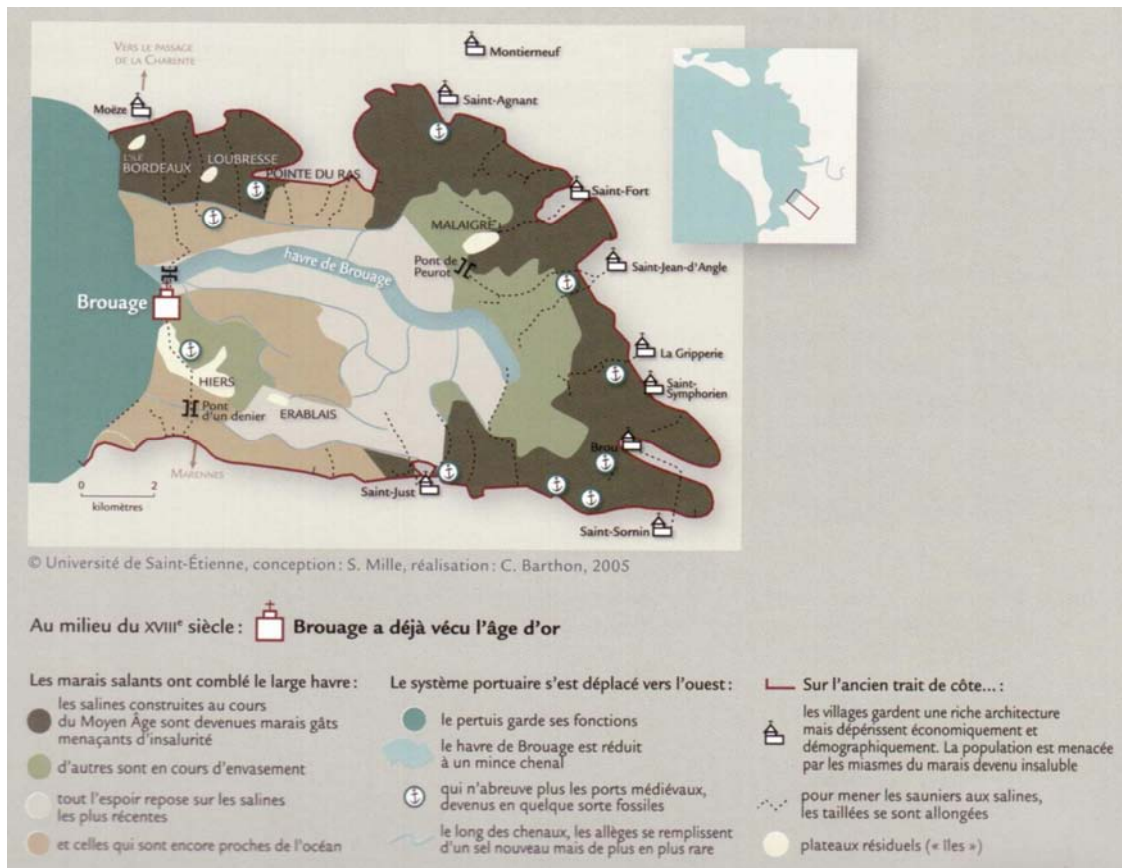 VERS LE PASSAGE
DE LA CHARENTE
Montierneuf
Moëze
Saint-Agnant
L'ILE
BORDEAUX
LOUBRESSE
POINTE DU RAS
Saint-Fort
MALAIGRE
havre de Brouage
Pont de
Peurot
Saint-Jean-d'Angle
Brouage
La Gripperie
HIERS
Saint-
Symphorien
Pont
d'un denier
ERABLAIS
Brou
MARENNES
0 2
kilomètres
Saint-Just
Saint-Sornin
© Université de Saint-Étienne, conception : S. Mille, réalisation : C. Barthon, 2005
Au milieu du XVIIIe siècle : Brouage a déjà vécu l'âge d'or
Les marais salants ont comblé le large havre :
les salines construites au cours
du Moyen Âge sont devenues marais gâts
menaçants d'insalurité
d'autres sont en cours d'envasement
tout l'espoir repose sur les salines
les plus récentes
et celles qui sont encore proches de l'océan
Le système portuaire s'est déplacé vers l'ouest :
le pertuis garde ses fonctions
le havre de Brouage est réduit
à un mince chenal
qui n'abreuve plus les ports médiévaux,
devenus en quelque sorte fossiles
le long des chenaux, les allèges se remplissent
d'un sel nouveau mais de plus en plus rare
Sur l'ancien trait de côte... :
les villages gardent une riche architecture
mais dépérissent économiquement et
démographiquement. La population est menacée
par les miasmes du marais devenu insaluble
pour mener les sauniers aux salines,
les taillées se sont allongées
plateaux résiduels (« îles »)